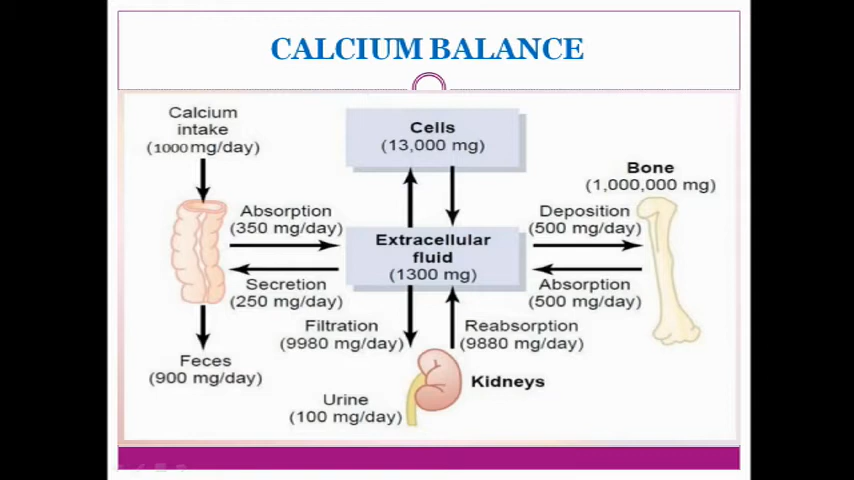 CALCIUM BALANCE
Calcium
intake
(1000 mg/day)
Cells
(13,000 mg)
Bone
(1,000,000 mg)
Absorption
(350 mg/day)
Extracellular
fluid
(1300 mg)
Deposition
(500 mg/day)
Secretion
(250 mg/day)
Absorption
(500 mg/day)
Filtration
(9980 mg/day)
Reabsorption
(9880 mg/day)
Feces
(900 mg/day)
Kidneys
Urine
(100 mg/day)